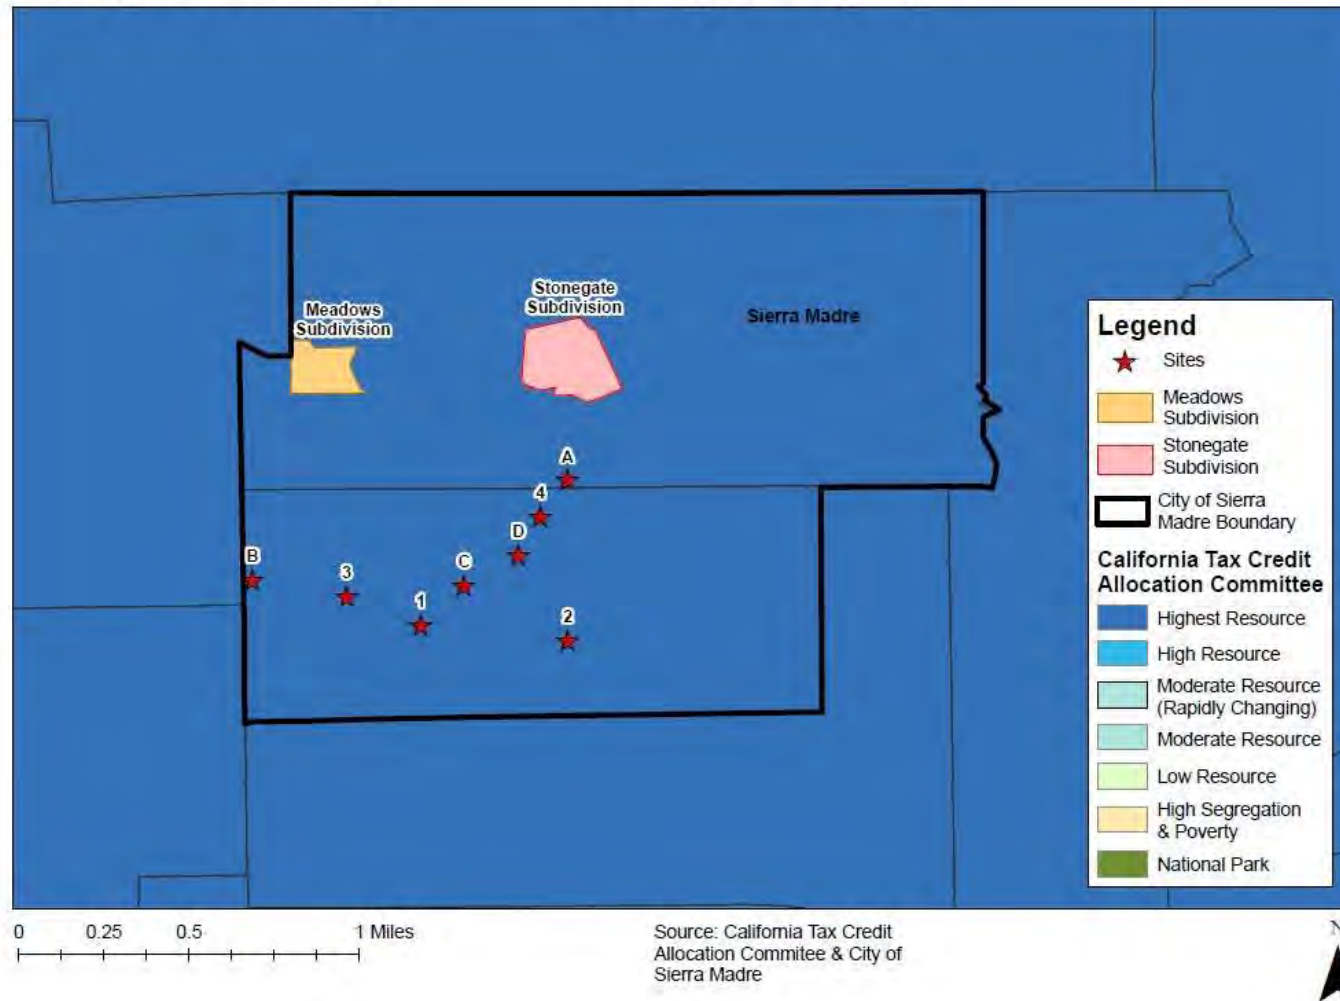 Stonegate
Subdivision
Meadows
Subdivision
Sierra Madre
A
4
D
B
C
3
1
2
Legend
Sites
Meadows
Subdivision
Stonegate
Subdivision
City of Sierra
Madre Boundary
California Tax Credit
Allocation Committee
Highest Resource
High Resource
Moderate Resource
(Rapidly Changing)
Moderate Resource
Low Resource
High Segregation
& Poverty
National Park
0 0.25 0.5 1 Miles
Source: California Tax Credit
Allocation Commitee & City of
Sierra Madre